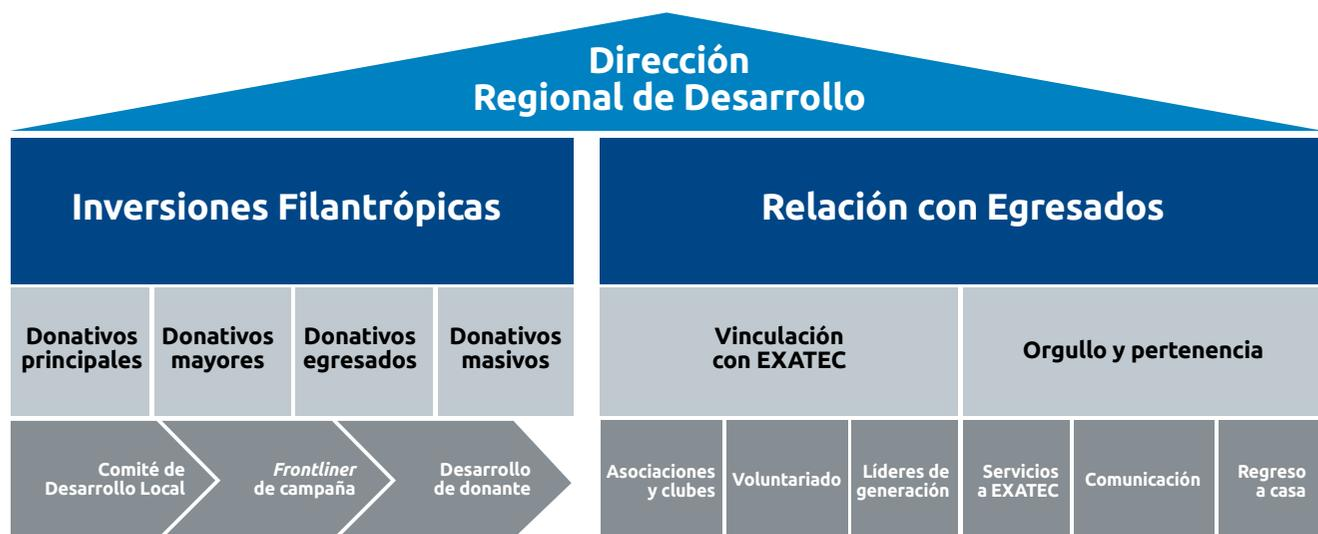 Dirección
Regional de Desarrollo
Inversiones Filantrópicas
Relación con Egresados
Donativos
principales
Donativos
mayores
Donativos
egresados
Donativos
masivos
Vinculación
con EXATEC
Orgullo y pertenencia
Comité de
Desarrollo Local
Frontliner
de campaña
Desarrollo
de donante
Asociaciones
y clubes
Voluntariado
Líderes de
generación
Servicios
a EXATEC
Comunicación
Regreso
a casa